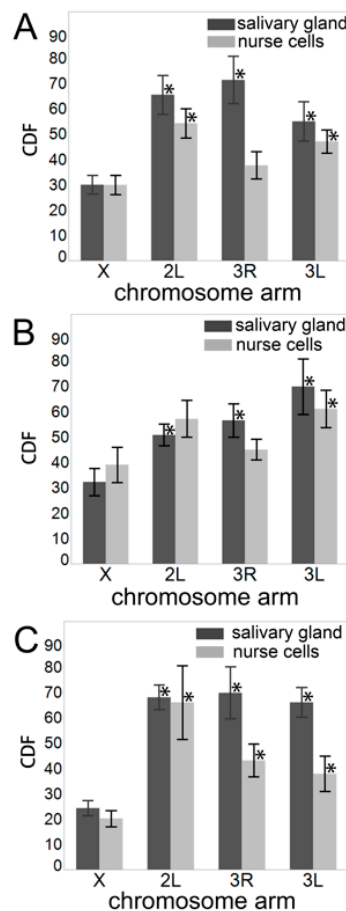 A
salivary gland
nurse cells
90
80
70
60
50
40
30
20
10
0
CDF
* * * * *
X 2L 3R 3L
chromosome arm
B
salivary gland
nurse cells
90
80
70
60
50
40
30
20
10
0
CDF
* * * *
X 2L 3R 3L
chromosome arm
C
salivary gland
nurse cells
90
80
70
60
50
40
30
20
10
0
CDF
* * * * * *
X 2L 3R 3L
chromosome arm